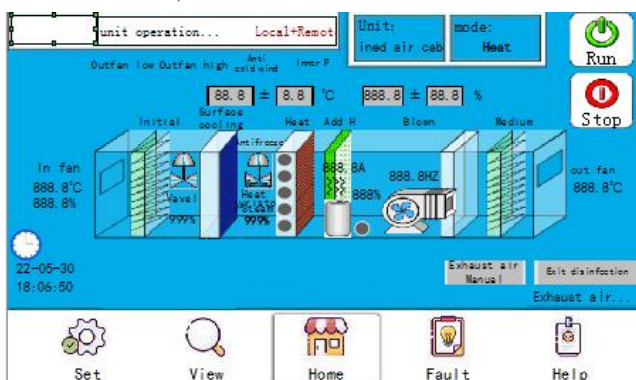 unit operation...
Local+Remot
Unit:
ined air cab
mode:
Heat
Run
Outfan low
Outfan high
Anti
cold wind
Inner P
88.8 ± 8.8 ℃
888.8 ± 88.8 %
Stop
Initial
Surface
cooling
Heat
Add H
Blown
Medium
In fan
888.8℃
888.8%
Vavel
999%
Heat
Steam
999%
888.8A
888%
888.8HZ
out fan
888.8℃
22-05-30
18:06:50
Exhaust air
Manual
Exit disinfection
Exhaust air...
Set
View
Home
Fault
Help